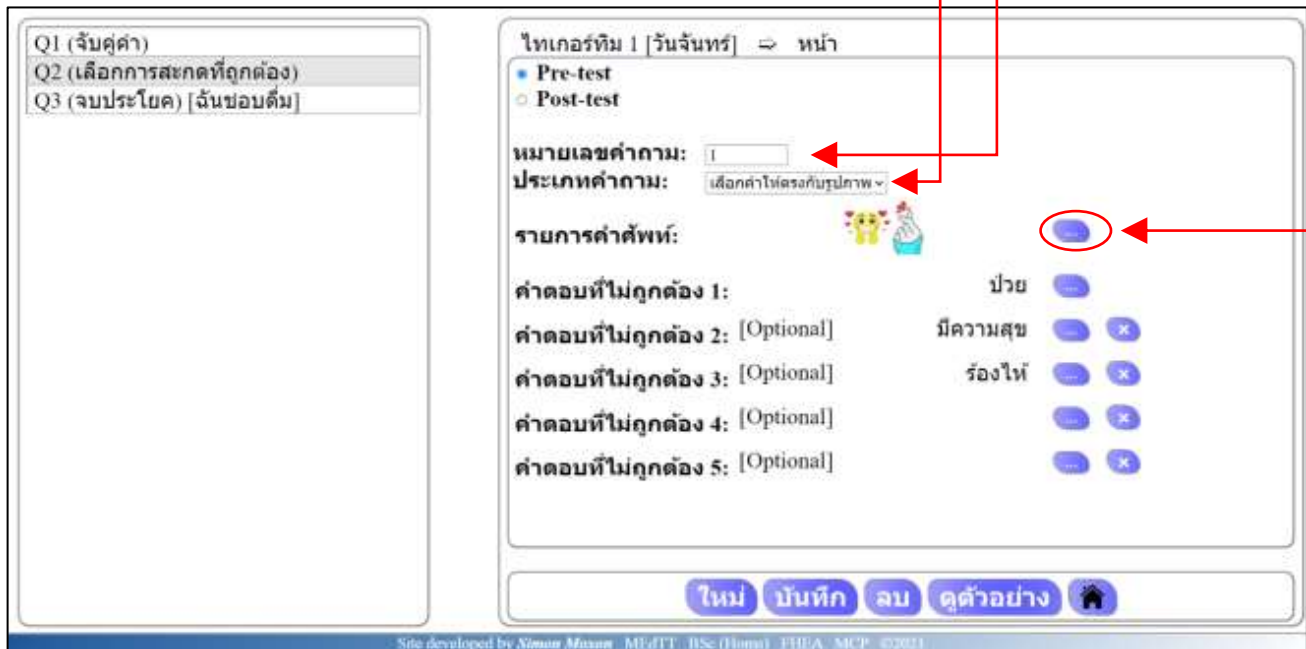 Q1 (จับคู่คำ)
Q2 (เลือกการสะกดที่ถูกต้อง)
Q3 (จบประโยค) [ฉันชอบดื่ม]
ไทเกอร์ทิม 1 [วันจันทร์] ⇨ หน้า
Pre-test
Post-test
หมายเลขคำถาม: 1
ประเภทคำถาม: เลือกคำให้ตรงกับรูปภาพ
รายการคำศัพท์: ...
คำตอบที่ไม่ถูกต้อง 1: ป่วย ...
คำตอบที่ไม่ถูกต้อง 2: [Optional] มีความสุข ... ×
คำตอบที่ไม่ถูกต้อง 3: [Optional] ร้องไห้ ... ×
คำตอบที่ไม่ถูกต้อง 4: [Optional] ... ×
คำตอบที่ไม่ถูกต้อง 5: [Optional] ... ×
ใหม่ บันทึก ลบ ดูตัวอย่าง
Site developed by Simon Moxon MEdTT BSc (Hons) FHEA MCP ©2021